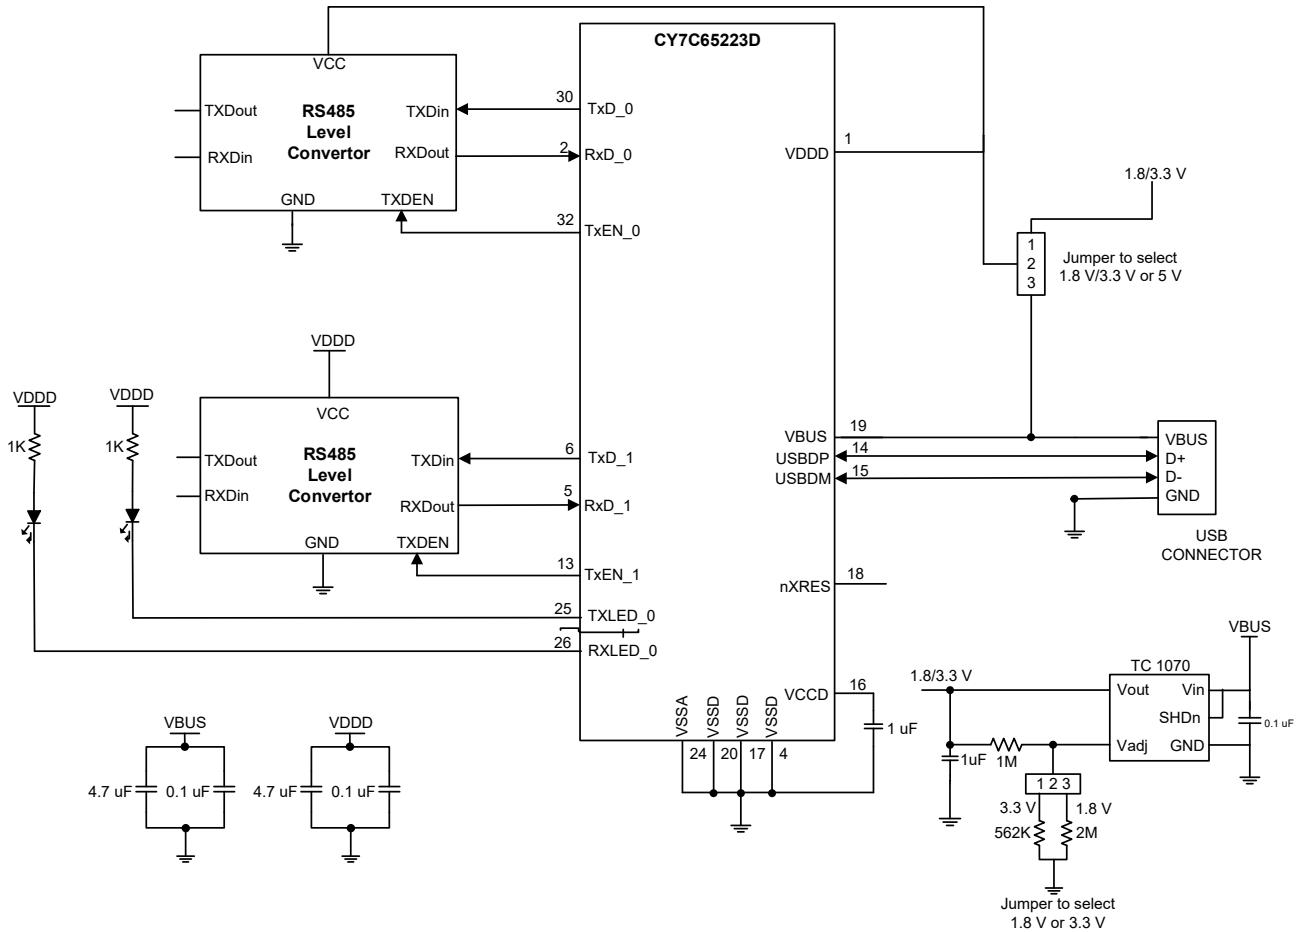 CY7C65223D
VCC
TXDout
RXDin
RS485
Level
Convertor
TXDin
RXDout
GND
TXDEN
30
TxD_0
2
RxD_0
32
TxEN_0
1
VDDD
1.8/3.3 V
1
2
3
Jumper to select
1.8 V/3.3 V or 5 V
VDDD
VDDD
VDDD
1K
1K
VCC
TXDout
RXDin
RS485
Level
Convertor
TXDin
RXDout
GND
TXDEN
6
TxD_1
5
RxD_1
13
TxEN_1
25
TXLED_0
26
RXLED_0
VBUS
19
USBDP
14
USBDM
15
VBUS
D+
D-
GND
USB
CONNECTOR
nXRES
18
VCCD
16
1 uF
VSSA
VSSD
VSSD
VSSD
24
20
17
4
VBUS
4.7 uF
0.1 uF
VDDD
4.7 uF
0.1 uF
VBUS
TC 1070
1.8/3.3 V
Vout
Vin
SHDn
Vadj
GND
0.1 uF
1uF
1M
1 2 3
3.3 V
1.8 V
562K
2M
Jumper to select
1.8 V or 3.3 V